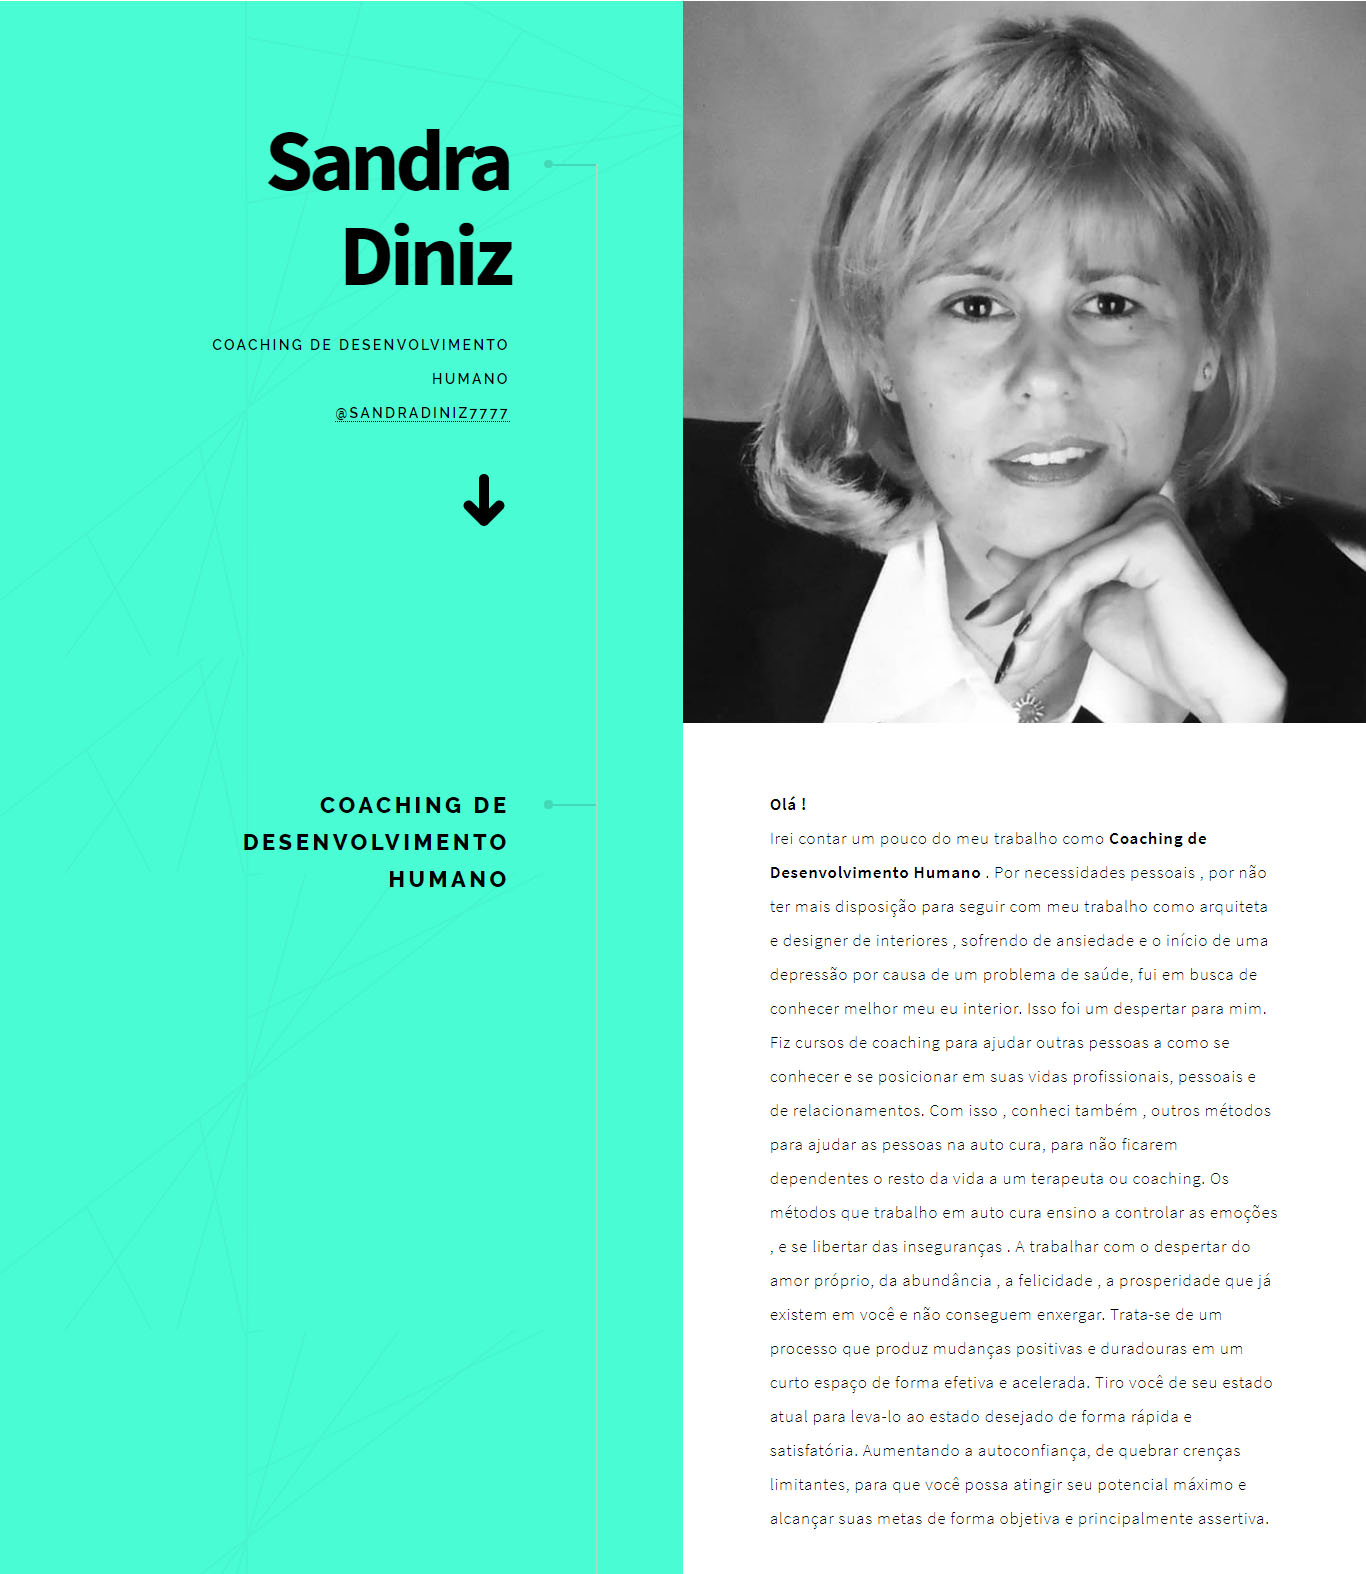 Sandra
Diniz
COACHING DE DESENVOLVIMENTO
HUMANO
@SANDRADINIZ7777
COACHING DE
DESENVOLVIMENTO
HUMANO
Olá !
Irei contar um pouco do meu trabalho como Coaching de
Desenvolvimento Humano . Por necessidades pessoais , por não
ter mais disposição para seguir com meu trabalho como arquiteta
e designer de interiores , sofrendo de ansiedade e o início de uma
depressão por causa de um problema de saúde, fui em busca de
conhecer melhor meu eu interior. Isso foi um despertar para mim.
Fiz cursos de coaching para ajudar outras pessoas a como se
conhecer e se posicionar em suas vidas profissionais, pessoais e
de relacionamentos. Com isso , conheci também , outros métodos
para ajudar as pessoas na auto cura, para não ficarem
dependentes o resto da vida a um terapeuta ou coaching. Os
métodos que trabalho em auto cura ensino a controlar as emoções
, e se libertar das inseguranças . A trabalhar com o despertar do
amor próprio, da abundância , a felicidade , a prosperidade que já
existem em você e não conseguem enxergar. Trata-se de um
processo que produz mudanças positivas e duradouras em um
curto espaço de forma efetiva e acelerada. Tiro você de seu estado
atual para leva-lo ao estado desejado de forma rápida e
satisfatória. Aumentando a autoconfiança, de quebrar crenças
limitantes, para que você possa atingir seu potencial máximo e
alcançar suas metas de forma objetiva e principalmente assertiva.